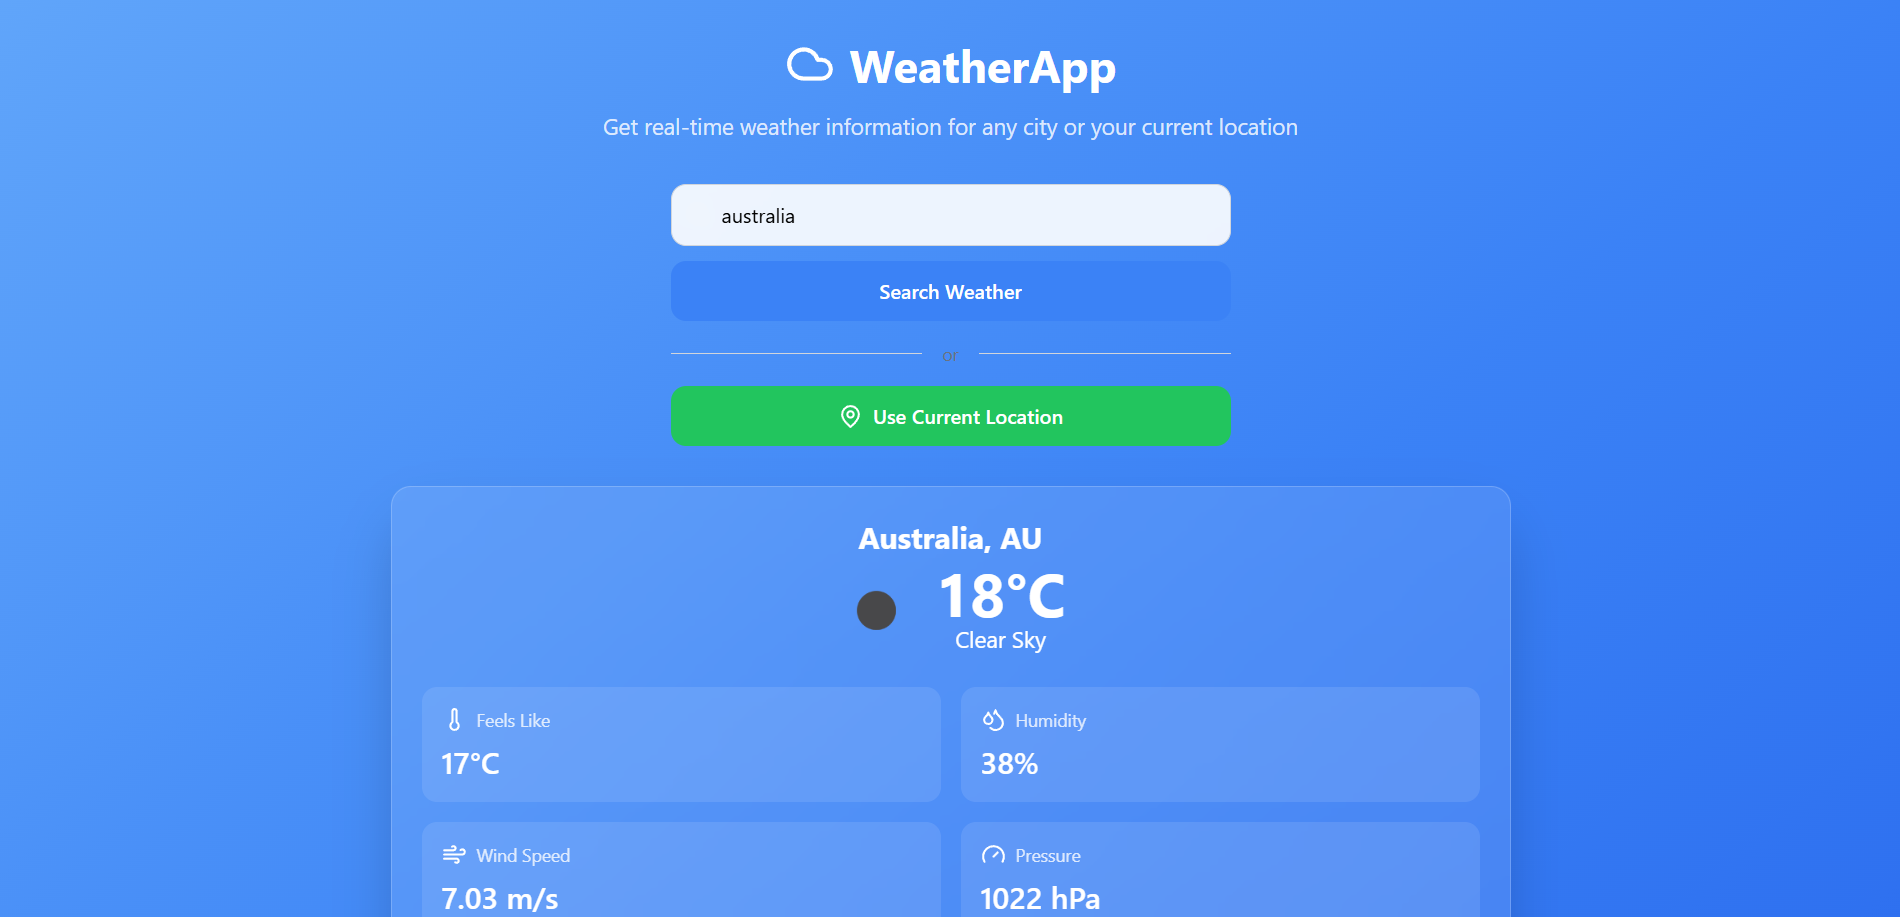 WeatherApp
Get real-time weather information for any city or your current location
australia
Search Weather
or
Use Current Location
Australia, AU
18°C
Clear Sky
Feels Like
17°C
Humidity
38%
Wind Speed
7.03 m/s
Pressure
1022 hPa